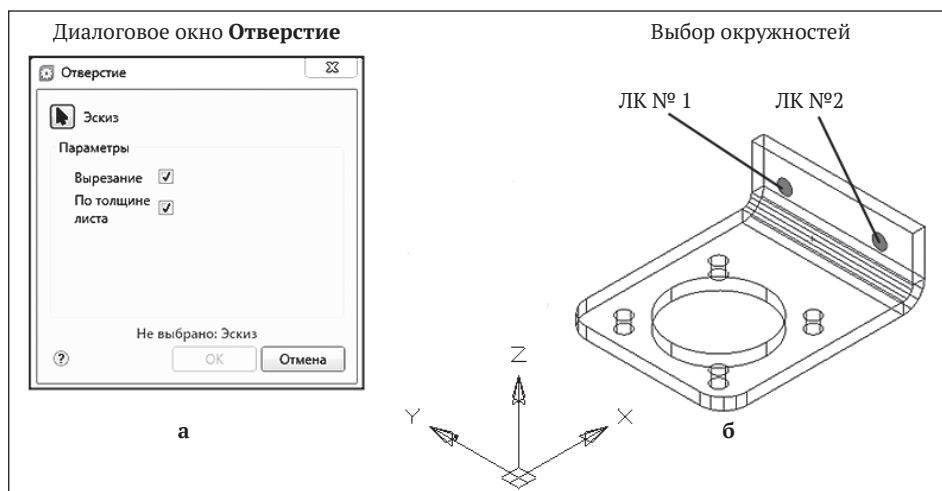 Диалоговое окно Отверстие
Отверстие
Эскиз
Параметры
Вырезание
По толщине
листа
Не выбрано: Эскиз
?
ОК
Отмена
а
Выбор окружностей
ЛК № 1
ЛК №2
Z
Y
X
б